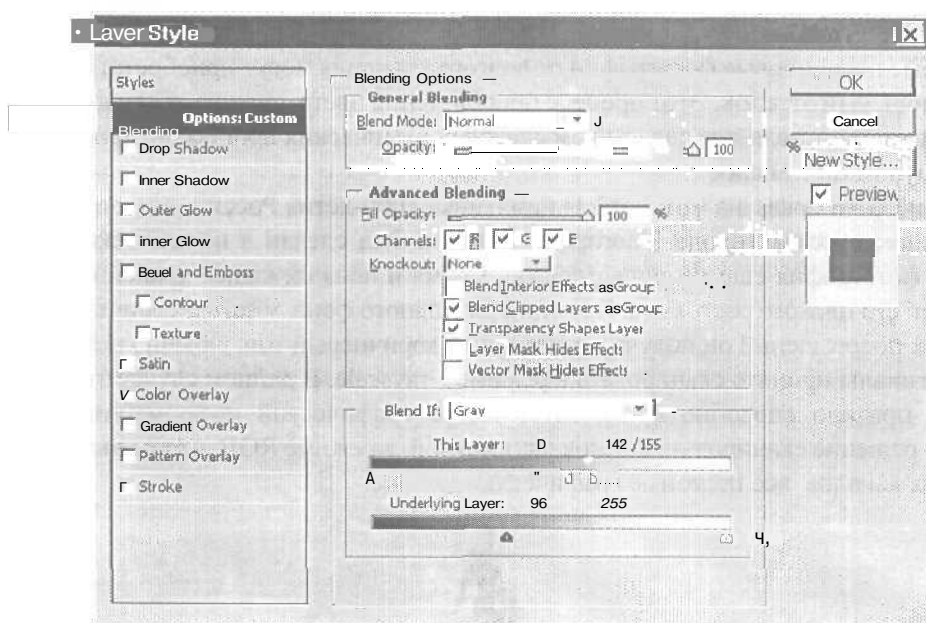 Laver Style
Styles
Blending Options: Custom
Drop Shadow
Inner Shadow
Outer Glow
inner Glow
Beuel and Emboss
Contour
Texture
Satin
Color Overlay
Gradient Overlay
Pattern Overlay
Stroke
Blending Options
General Blending
Blend Mode: Normal
Opacity: 100 %
Advanced Blending
Fill Opacity: 100 %
Channels:
Knockout: None
Blend Interior Effects asGroup
Blend Clipped Layers asGroup
Transparency Shapes Layer
Layer Mask Hides Effects
Vector Mask Hides Effects
Blend If: Gray
This Layer: D 142 / 155
Underlying Layer: 96 255
OK
Cancel
New Style...
Preview